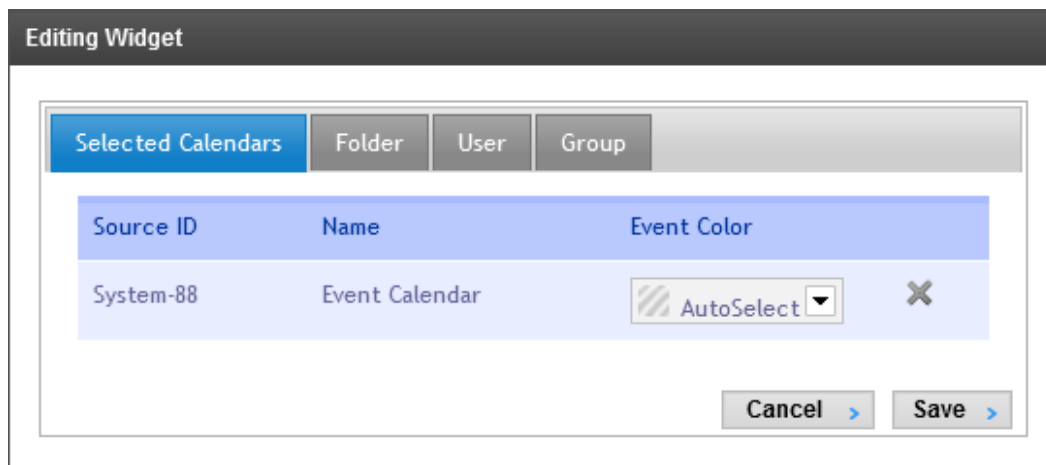 Editing Widget
Selected Calendars Folder User Group
Source ID Name Event Color
System-88 Event Calendar AutoSelect
Cancel Save